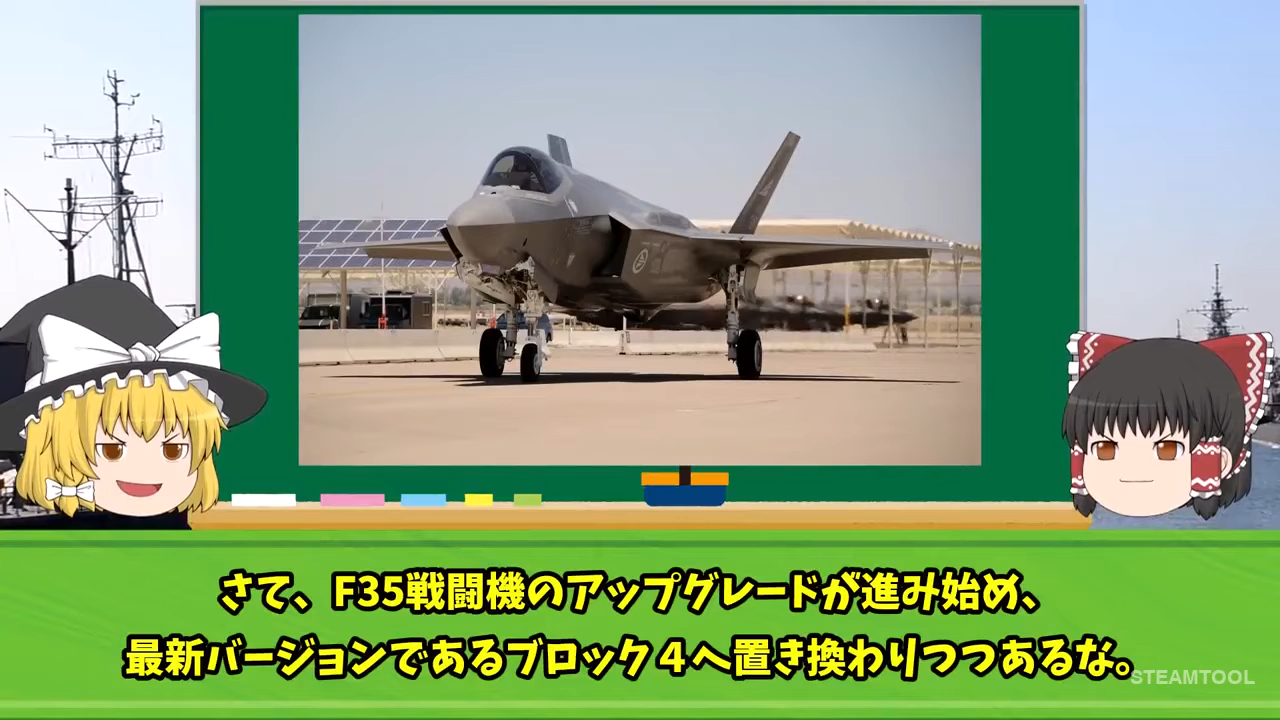 さて、F35戦闘機のアップグレードが進み始め、
最新バージョンであるブロック４へ置き換わりつつあるな。
STEAMTOOL